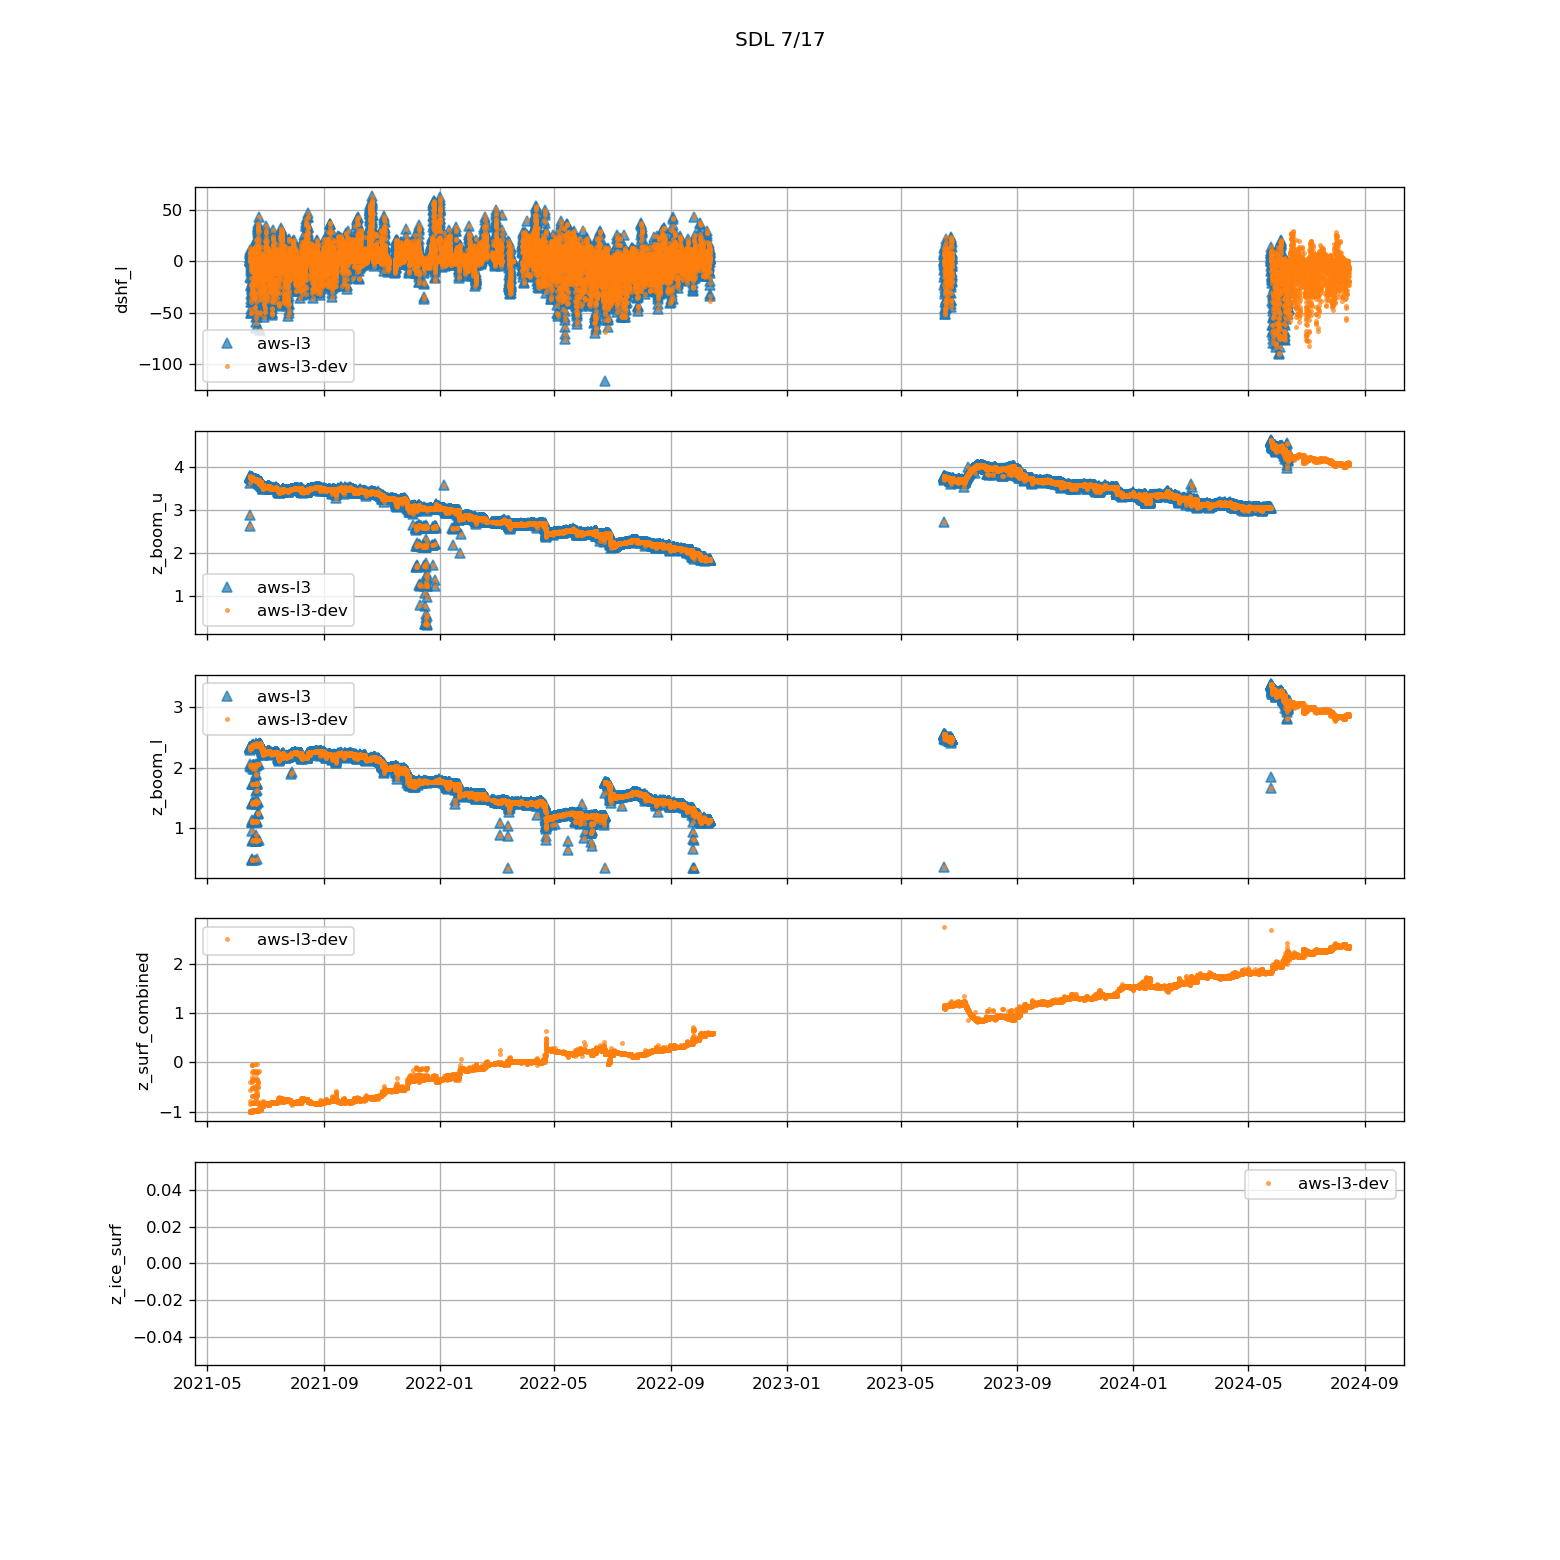 SDL 7/17
50
0
−50
−100
dshf_l
aws-l3
aws-l3-dev
4
3
2
1
z_boom_u
aws-l3
aws-l3-dev
3
2
1
z_boom_l
aws-l3
aws-l3-dev
2
1
0
−1
z_surf_combined
aws-l3-dev
0.04
0.02
0.00
−0.02
−0.04
z_ice_surf
aws-l3-dev
2021-05 2021-09 2022-01 2022-05 2022-09 2023-01 2023-05 2023-09 2024-01 2024-05 2024-09